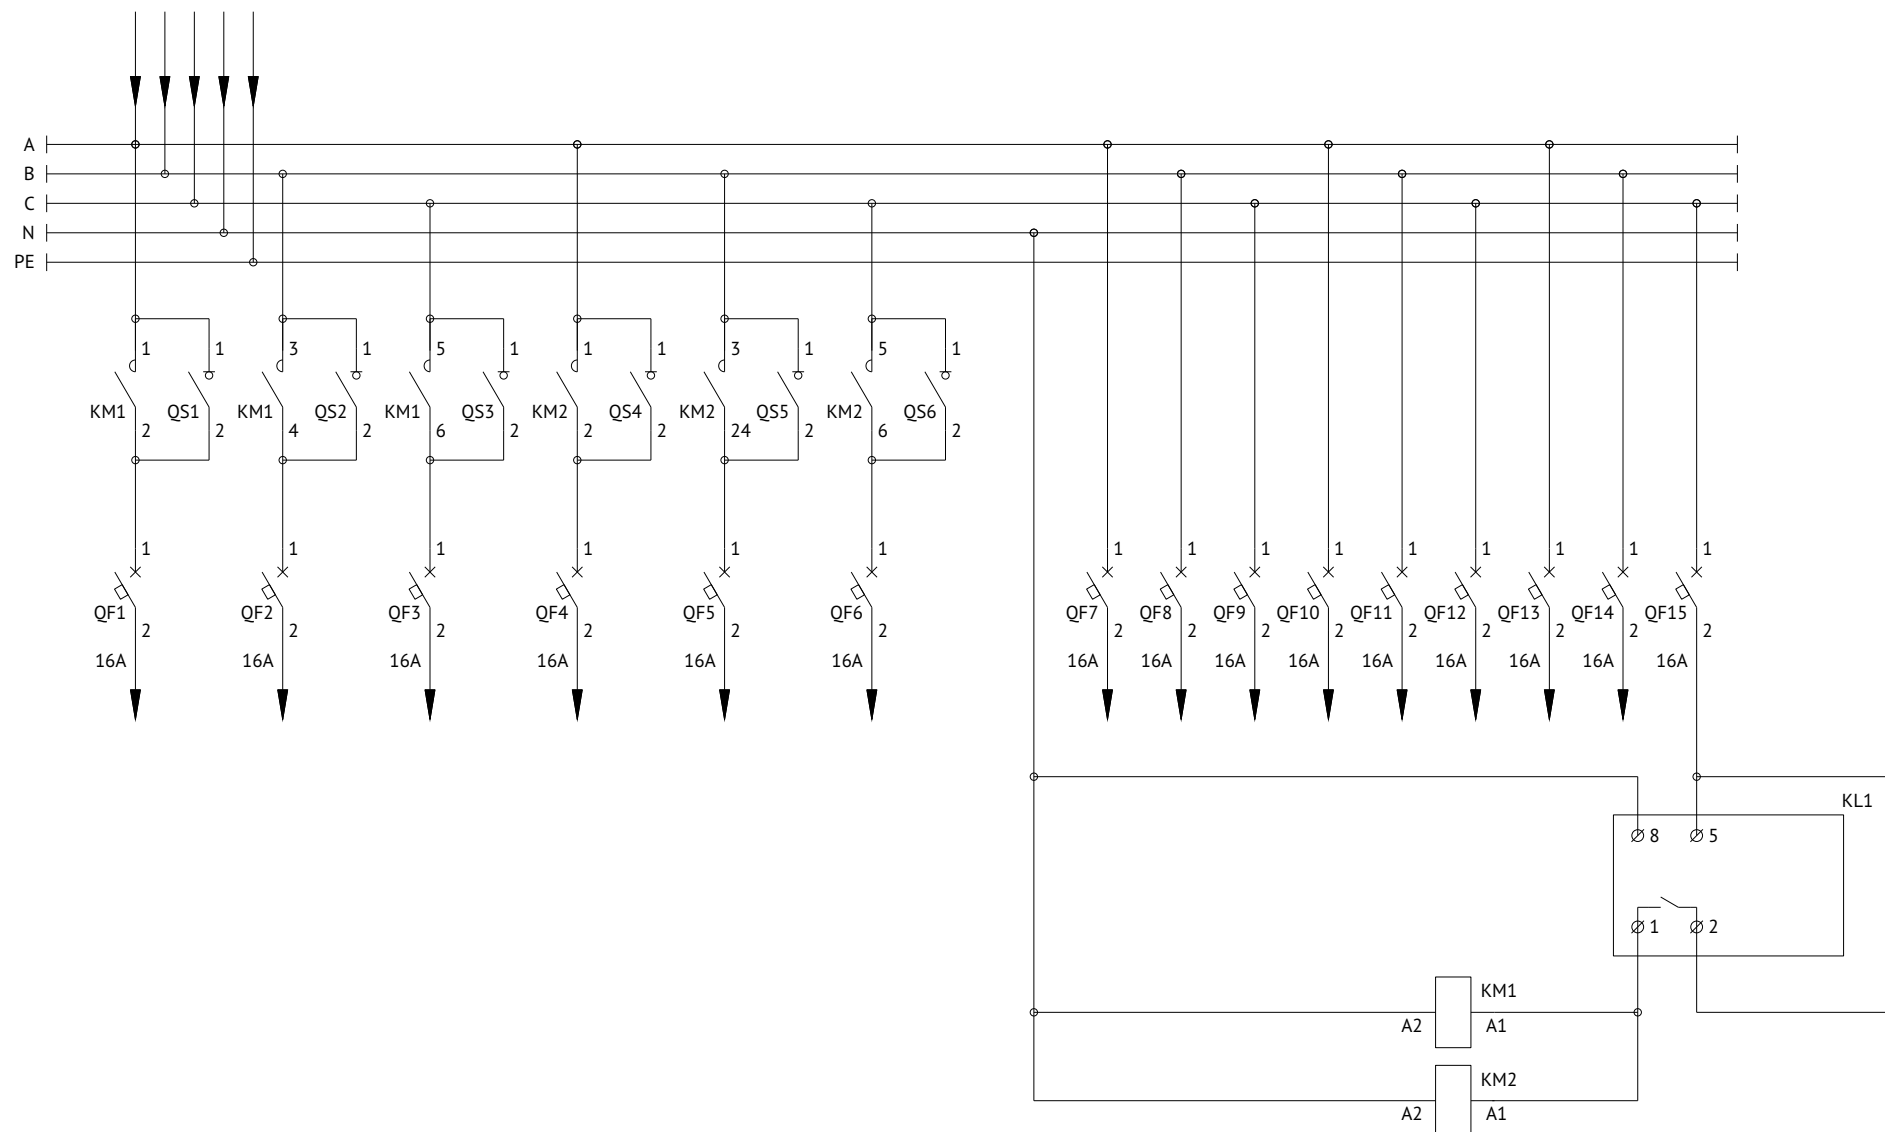 A
B
C
N
PE
1 1 3 1 5 1 1 1 3 1 5 1
KM1 QS1 KM1 QS2 KM1 QS3 KM2 QS4 KM2 QS5 KM2 QS6
2 2 4 2 6 2 2 2 24 2 6 2
1 1 1 1 1 1 1 1 1 1 1 1 1 1 1
QF1 QF2 QF3 QF4 QF5 QF6 QF7 QF8 QF9 QF10 QF11 QF12 QF13 QF14 QF15
2 2 2 2 2 2 2 2 2 2 2 2 2 2 2
16A 16A 16A 16A 16A 16A 16A 16A 16A 16A 16A 16A 16A 16A 16A
KL1
8 5
1 2
KM1
A2 A1
KM2
A2 A1